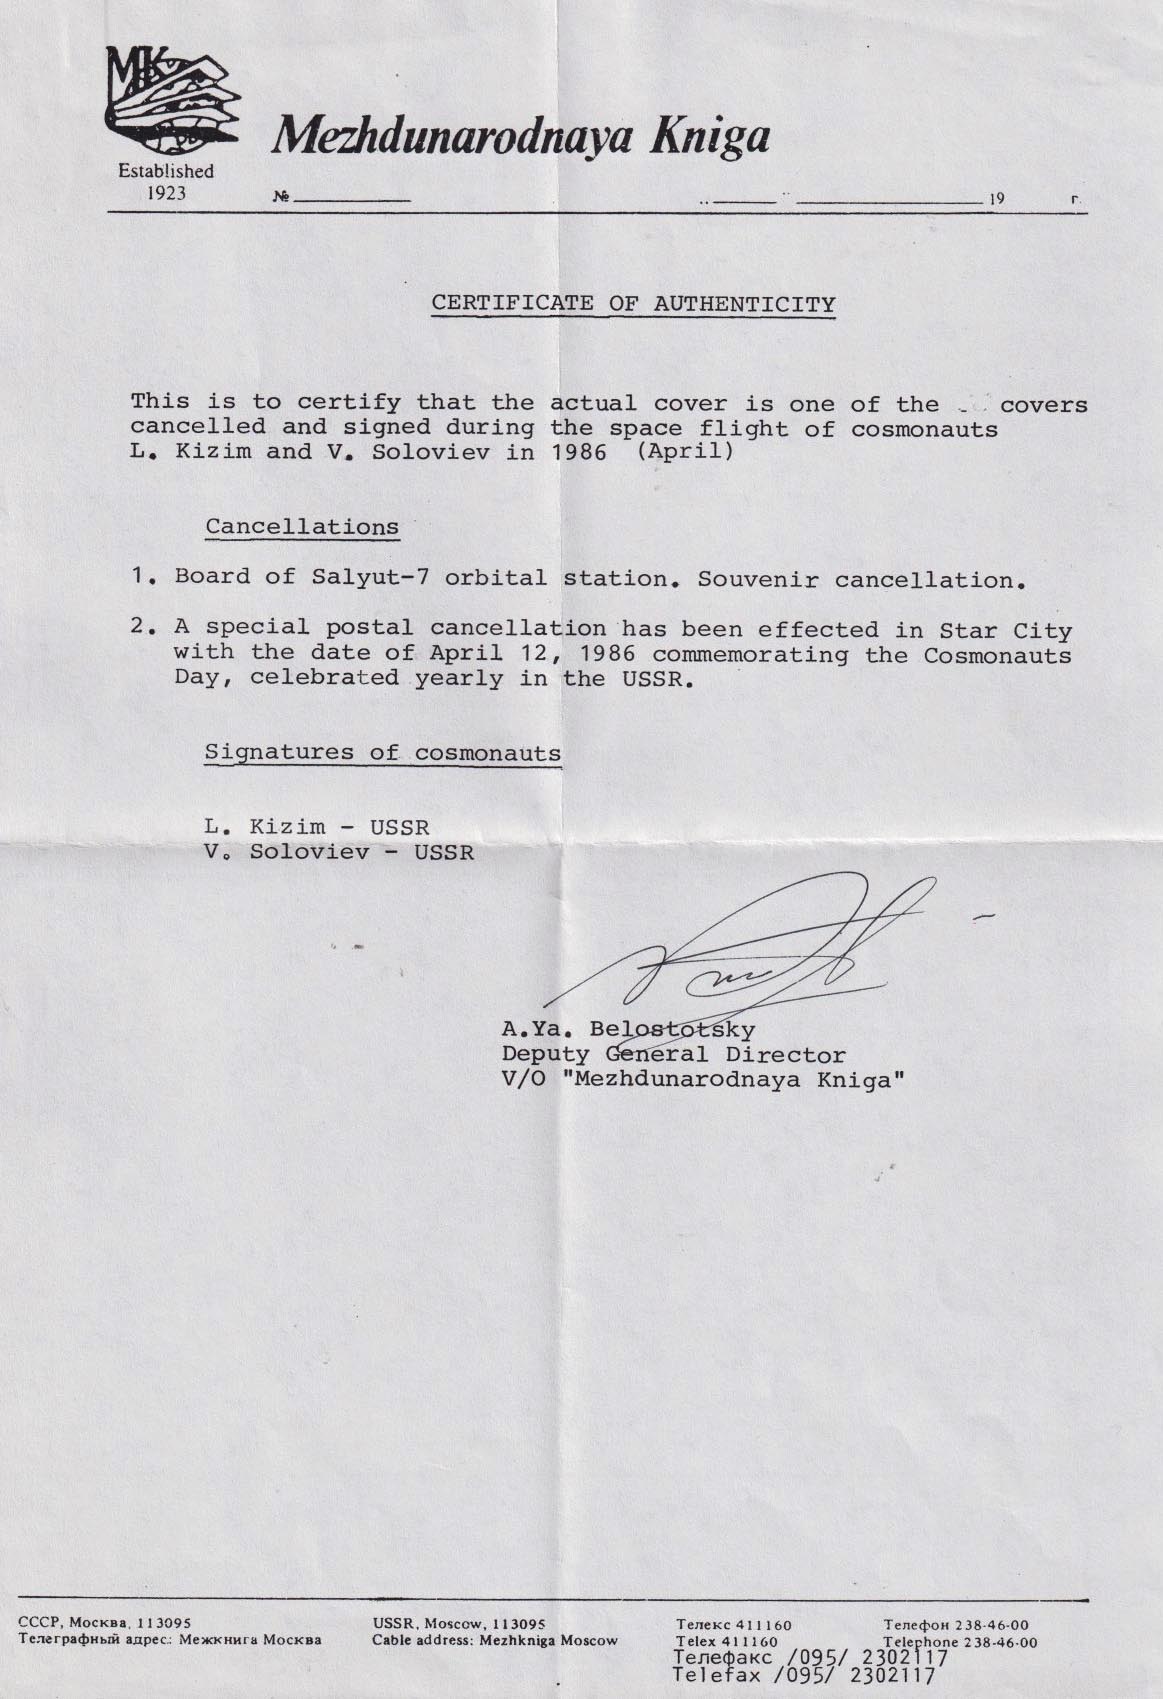 MK
Established
1923
Mezhdunarodnaya Kniga
№ ________ „_____“ _____________ 19 г.
CERTIFICATE OF AUTHENTICITY
This is to certify that the actual cover is one of the covers
cancelled and signed during the space flight of cosmonauts
L. Kizim and V. Soloviev in 1986 (April)
Cancellations
1. Board of Salyut-7 orbital station. Souvenir cancellation.
2. A special postal cancellation has been effected in Star City
with the date of April 12, 1986 commemorating the Cosmonauts
Day, celebrated yearly in the USSR.
Signatures of cosmonauts
L. Kizim - USSR
V. Soloviev - USSR
A.Ya. Belostotsky
Deputy General Director
V/O "Mezhdunarodnaya Kniga"
СССР, Москва, 113095 USSR, Moscow, 113095 Телекс 411160 Телефон 238-46-00
Телеграфный адрес: Межкнига Москва Cable address: Mezhkniga Moscow Telex 411160 Telephone 238-46-00
Телефакс /095/ 2302117
Telefax /095/ 2302117